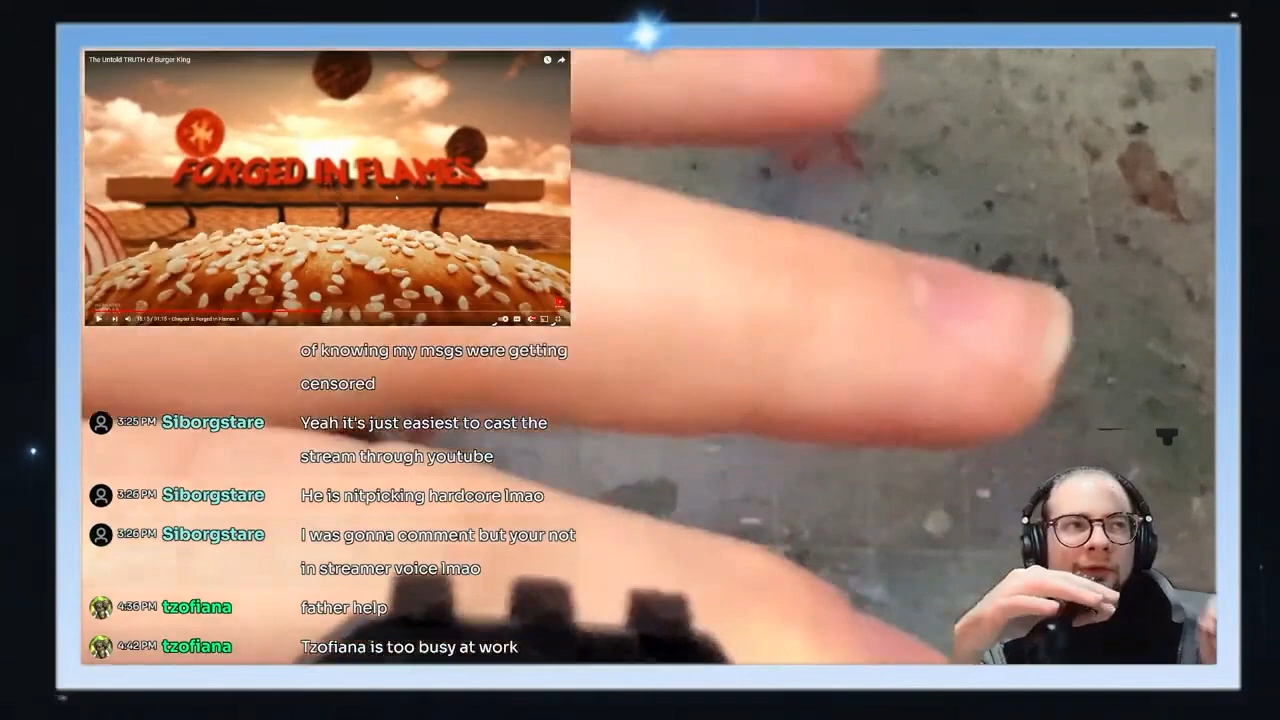 The Untold TRUTH of Burger King
FORGED IN FLAMES
of knowing my msgs were getting
censored
3:25 PM Siborgstare Yeah it's just easiest to cast the
stream through youtube
3:26 PM Siborgstare He is nitpicking hardcore lmao
3:26 PM Siborgstare I was gonna comment but your not
in streamer voice lmao
4:36 PM tzofiana father help
4:42 PM tzofiana Tzofiana is too busy at work